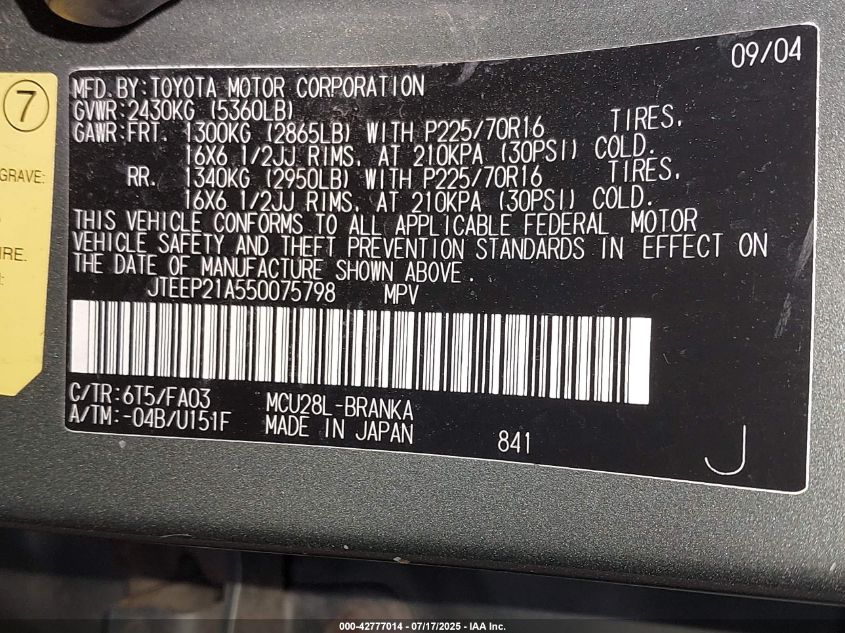 09/04
MFD.BY:TOYOTA MOTOR CORPORATION
GVWR:2430KG (5360LB)
GAWR:FRT. 1300KG (2865LB) WITH P225/70R16 TIRES,
16X6 1/2JJ RIMS, AT 210KPA (30PSI) COLD.
RR. 1340KG (2950LB) WITH P225/70R16 TIRES,
16X6 1/2JJ RIMS, AT 210KPA (30PSI) COLD.
THIS VEHICLE CONFORMS TO ALL APPLICABLE FEDERAL MOTOR
VEHICLE SAFETY AND THEFT PREVENTION STANDARDS IN EFFECT ON
THE DATE OF MANUFACTURE SHOWN ABOVE.
JTEEP21A550075798 MPV
C/TR:6T5/FA03 MCU28L-BRANKA
A/TM:-04B/U151F MADE IN JAPAN 841
J
7
GRAVE:
IRE.
000-42777014 - 07/17/2025 - IAA Inc.